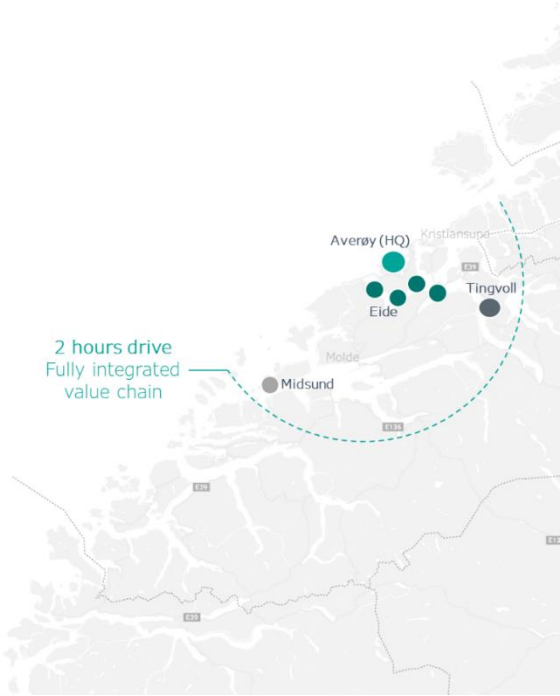 Kristiansund
Averøy (HQ)
E39
Tingvoll
Eide
2 hours drive
Fully integrated
value chain
Molde
Midsund
E136
E39
E39